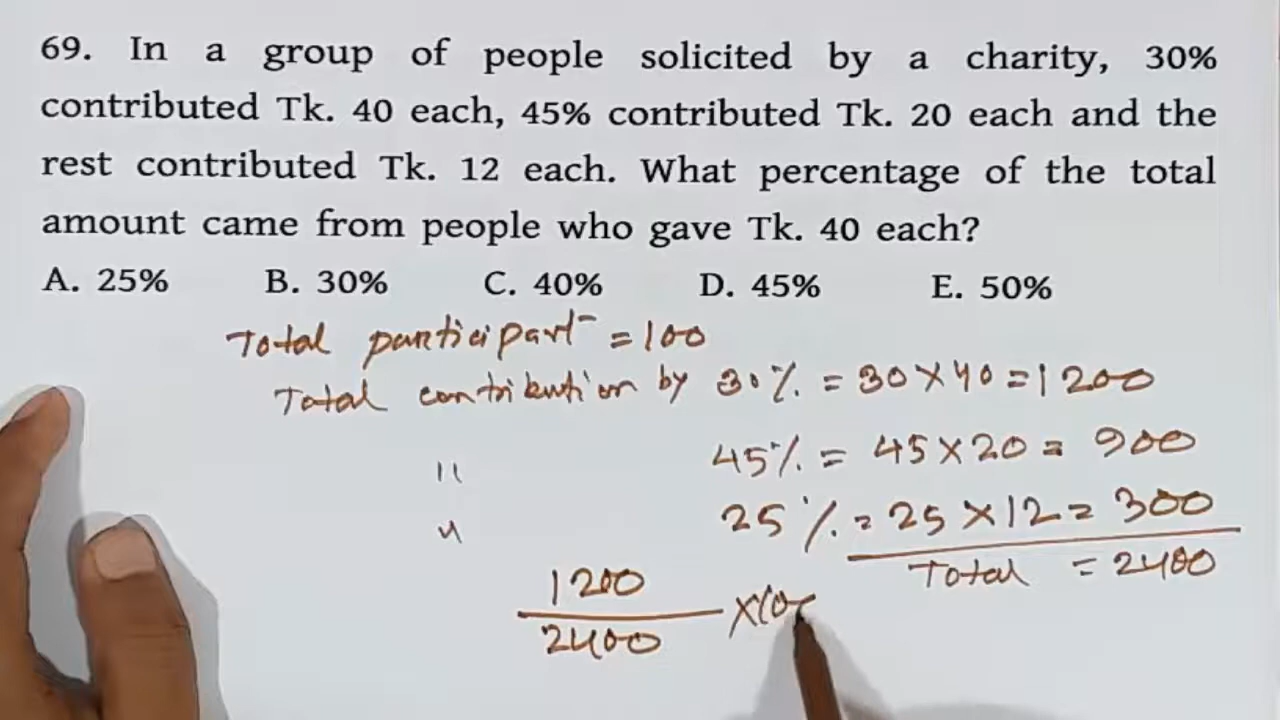 69. In a group of people solicited by a charity, 30%
contributed Tk. 40 each, 45% contributed Tk. 20 each and the
rest contributed Tk. 12 each. What percentage of the total
amount came from people who gave Tk. 40 each?
A. 25% B. 30% C. 40% D. 45% E. 50%
Total participant = 100
Total contribution by 30% = 30 × 40 = 1200
" 45% = 45 × 20 = 900
" 25% = 25 × 12 = 300
Total = 2400
1200
2400
×100